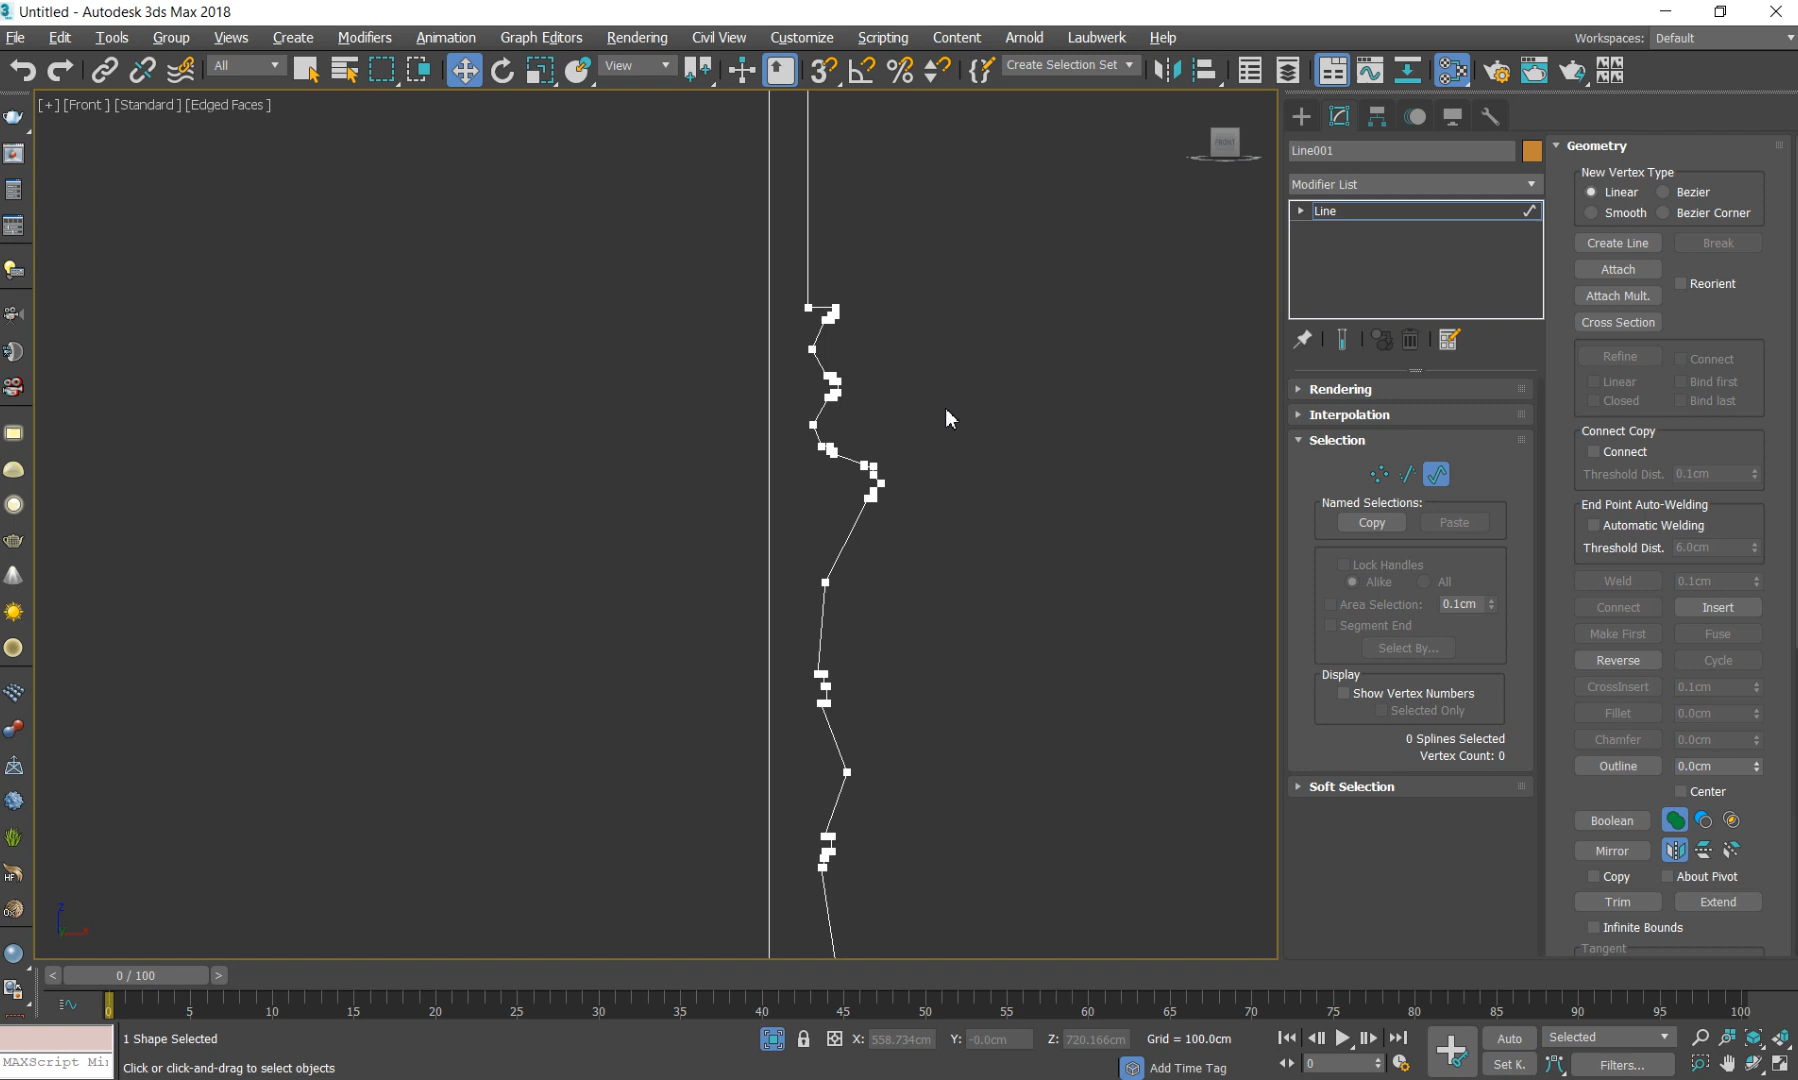 Untitled - Autodesk 3ds Max 2018
File Edit Tools Group Views Create Modifiers Animation Graph Editors Rendering Civil View Customize Scripting Content Arnold Laubwerk Help
Workspaces: Default
All
View
Create Selection Set
[+] [Front ] [Standard ] [Edged Faces ]
FRONT
Line001
Modifier List
Line
Rendering
Interpolation
Selection
Named Selections:
Copy Paste
Lock Handles
Alike All
Area Selection: 0.1cm
Segment End
Select By...
Display
Show Vertex Numbers
Selected Only
0 Splines Selected
Vertex Count: 0
Soft Selection
Geometry
New Vertex Type
Linear Bezier
Smooth Bezier Corner
Create Line Break
Attach
Reorient
Attach Mult.
Cross Section
Refine Connect
Linear Bind first
Closed Bind last
Connect Copy
Connect
Threshold Dist. 0.1cm
End Point Auto-Welding
Automatic Welding
Threshold Dist. 6.0cm
Weld 0.1cm
Connect Insert
Make First Fuse
Reverse Cycle
CrossInsert 0.1cm
Fillet 0.0cm
Chamfer 0.0cm
Outline 0.0cm
Center
Boolean
Mirror
Copy About Pivot
Trim Extend
Infinite Bounds
Tangent
z
< 0 / 100 >
0 5 10 15 20 25 30 35 40 45 50 55 60 65 70 75 80 85 90 95 100
1 Shape Selected
X: 558.734cm Y: -0.0cm Z: 720.166cm Grid = 100.0cm
Auto Selected
MAXScript Mi
Click or click-and-drag to select objects
Add Time Tag
0
Set K. Filters...